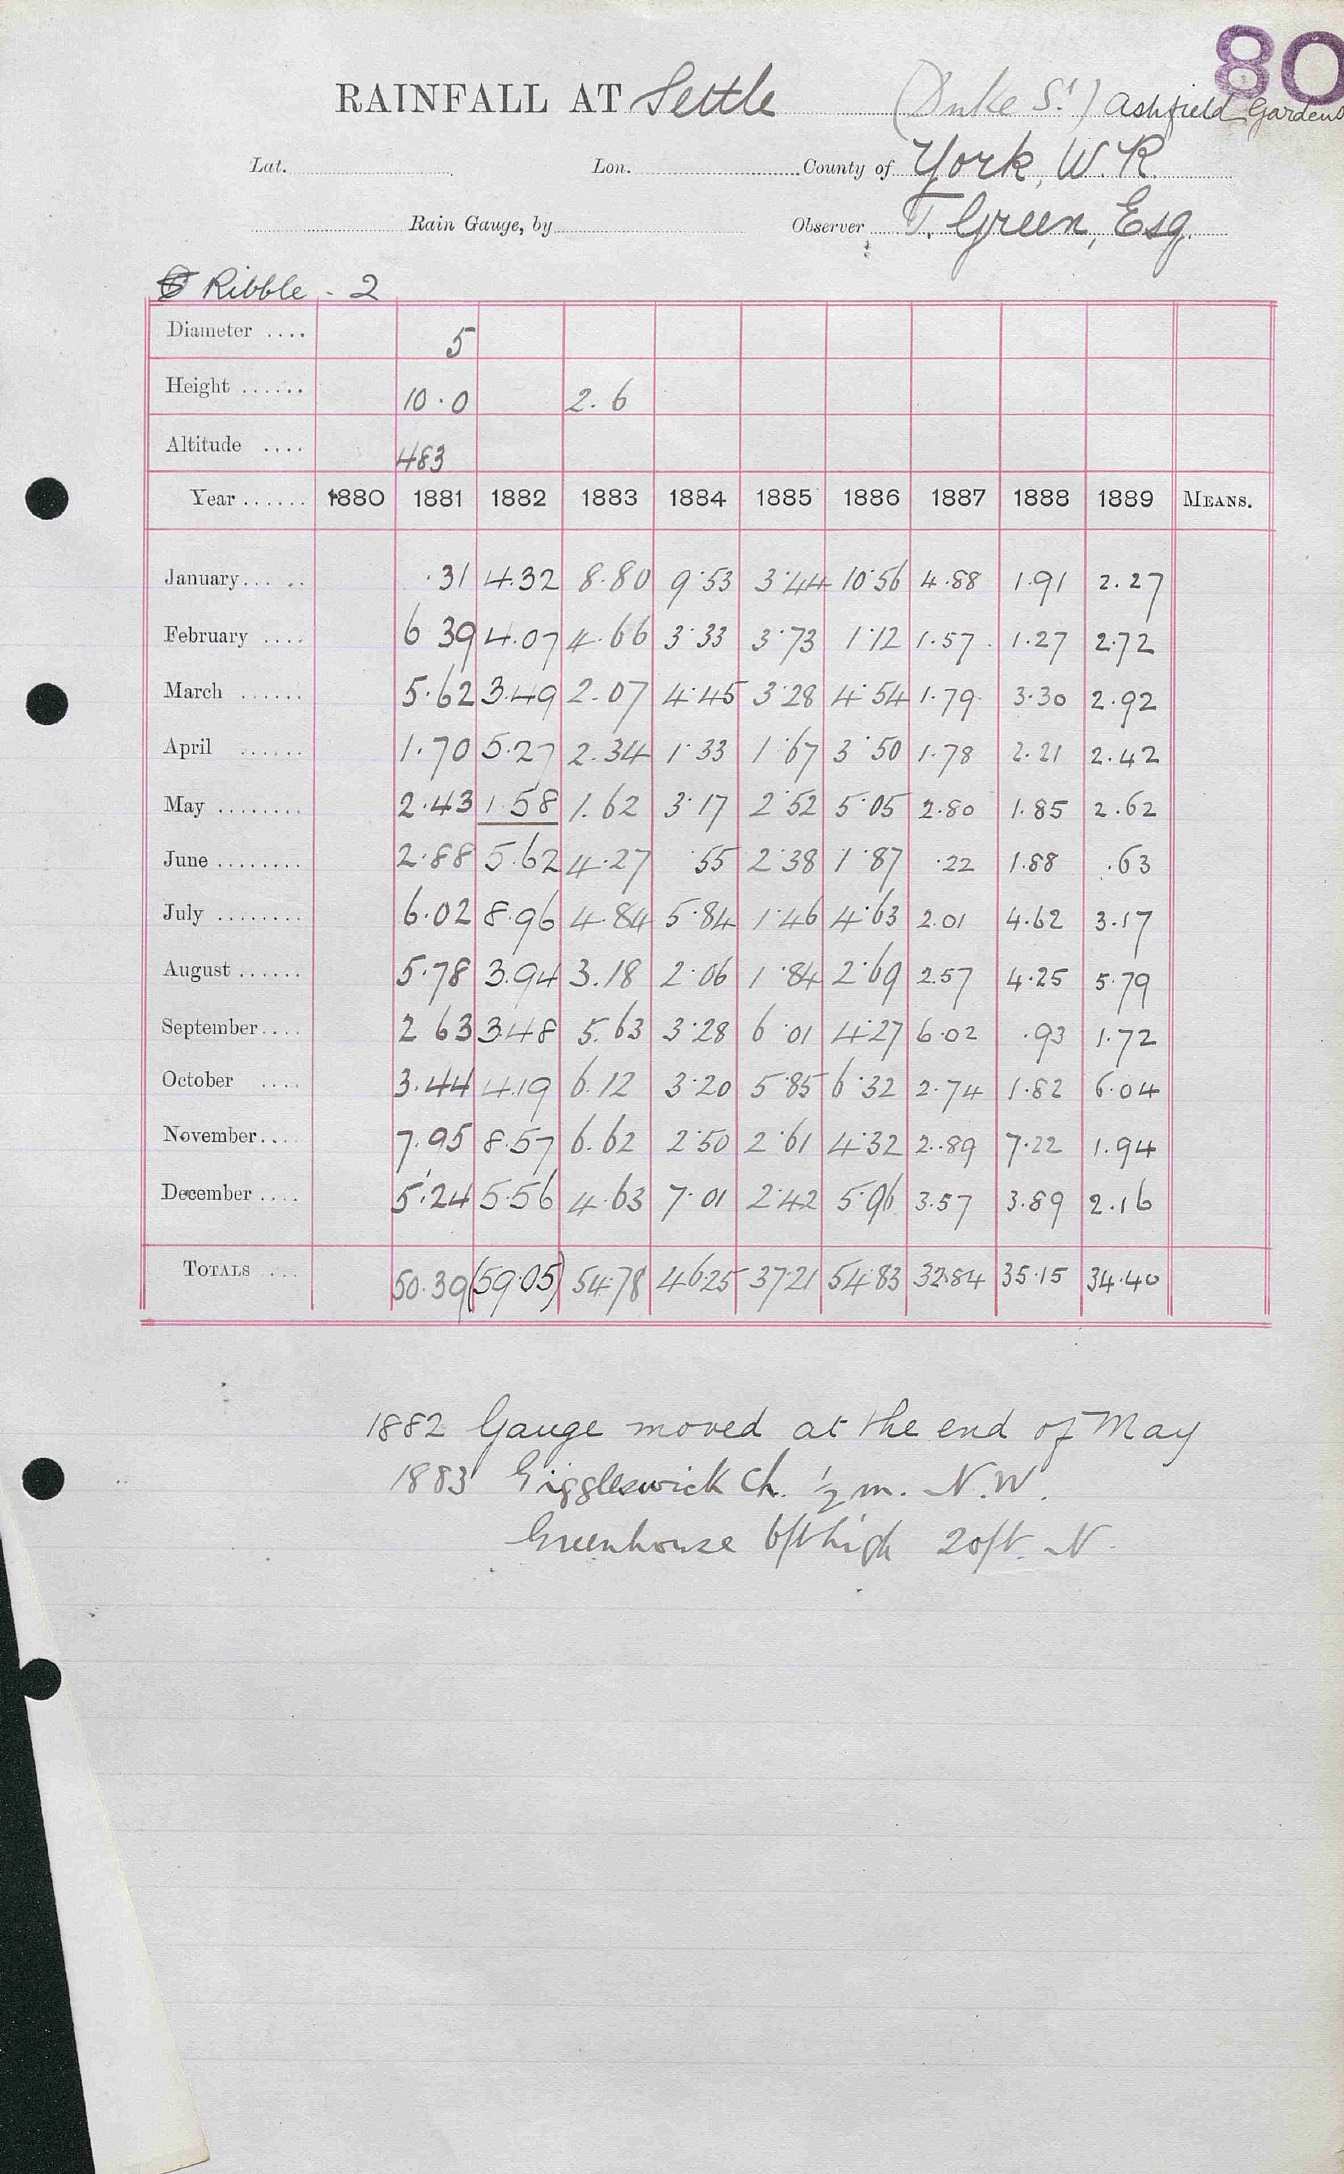 80
RAINFALL AT Settle (Duke St.) Ashfield Gardens
Lat. Lon. County of York, W.R.
Rain Gauge, by Observer T. Green, Esq.
Ribble - 2
Diameter .... 5
Height ...... 10.0 2.6
Altitude .... 483
Year ...... 1880 1881 1882 1883 1884 1885 1886 1887 1888 1889 MEANS.
January..... .31 4.32 8.80 9.53 3.44 10.56 4.88 1.91 2.27
February .... 6 39 4.07 4.66 3.33 3.73 1.12 1.57 1.27 2.72
March ...... 5.62 3.49 2.07 4.45 3.28 4.54 1.79 3.30 2.92
April ...... 1.70 5.27 2.34 1.33 1.67 3.50 1.78 2.21 2.42
May ........ 2.43 1.58 1.62 3.17 2.52 5.05 2.80 1.85 2.62
June ........ 2.88 5.62 4.27 .55 2.38 1.87 .22 1.88 .63
July ........ 6.02 8.96 4.84 5.84 1.46 4.63 2.01 4.62 3.17
August ...... 5.78 3.94 3.18 2.06 1.84 2.69 2.57 4.25 5.79
September.... 2 63 3.48 5.63 3.28 6.01 4.27 6.02 .93 1.72
October .... 3.44 4.19 6.12 3.20 5.85 6.32 2.74 1.82 6.04
November.... 7.95 8.57 6.62 2.50 2.61 4.32 2.89 7.22 1.94
December .... 5.24 5.56 4.63 7.01 2.42 5.96 3.57 3.89 2.16
TOTALS .... 50.39 (59.05) 54.78 46.25 37.21 54.83 32.84 35.15 34.40
1882 Gauge moved at the end of May
1883 Giggleswick Ch. ½ m. N.W.
Greenhouse 6ft high 20ft. N.